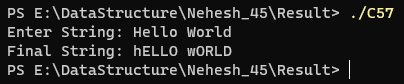 PS E:\DataStructure\Nehesh_45\Result> ./C57
Enter String: Hello World
Final String: hELLO wORLD
PS E:\DataStructure\Nehesh_45\Result>